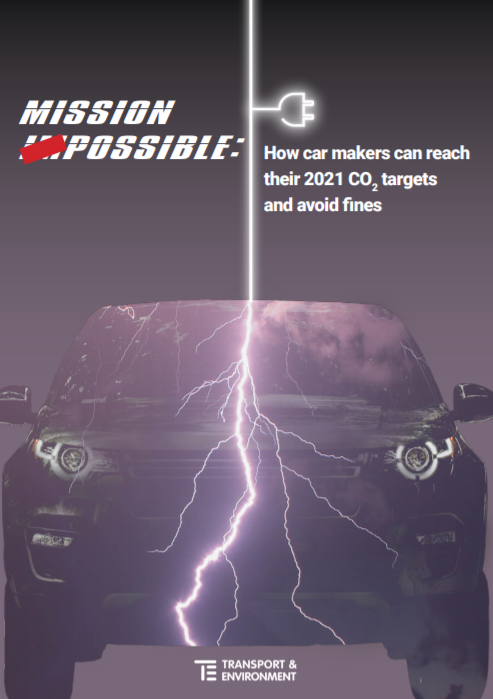 MISSION
IMPOSSIBLE:
How car makers can reach
their 2021 CO₂ targets
and avoid fines
TRANSPORT &
ENVIRONMENT